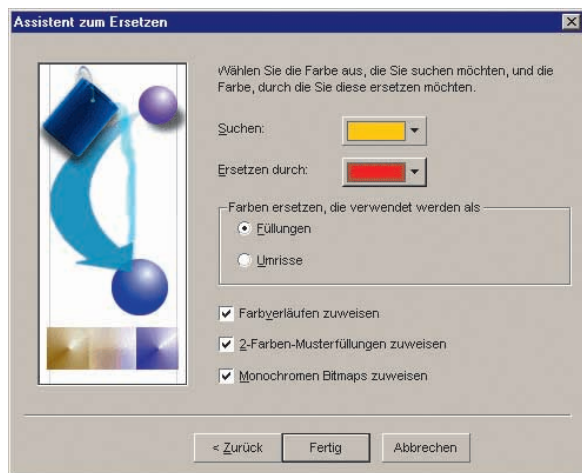 Assistent zum Ersetzen
Wählen Sie die Farbe aus, die Sie suchen möchten, und die
Farbe, durch die Sie diese ersetzen möchten.
Suchen:
Ersetzen durch:
Farben ersetzen, die verwendet werden als
Füllungen
Umrisse
Farbverläufen zuweisen
2-Farben-Musterfüllungen zuweisen
Monochromen Bitmaps zuweisen
< Zurück
Fertig
Abbrechen